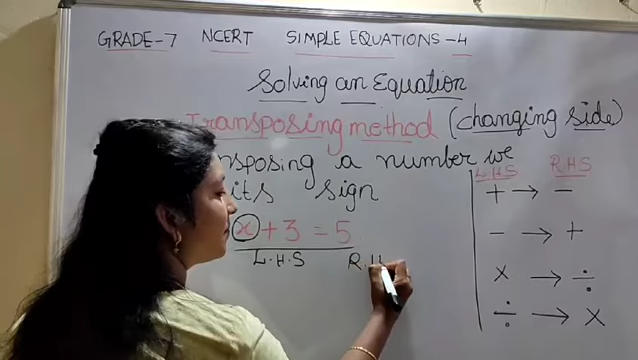 GRADE-7 NCERT SIMPLE EQUATIONS-4
Solving an Equation
Transposing method (changing side)
nsposing a number we
its sign
x + 3 = 5
L.H.S R.H
L.H.S R.H.S
+ → -
- → +
× → ÷
÷ → ×